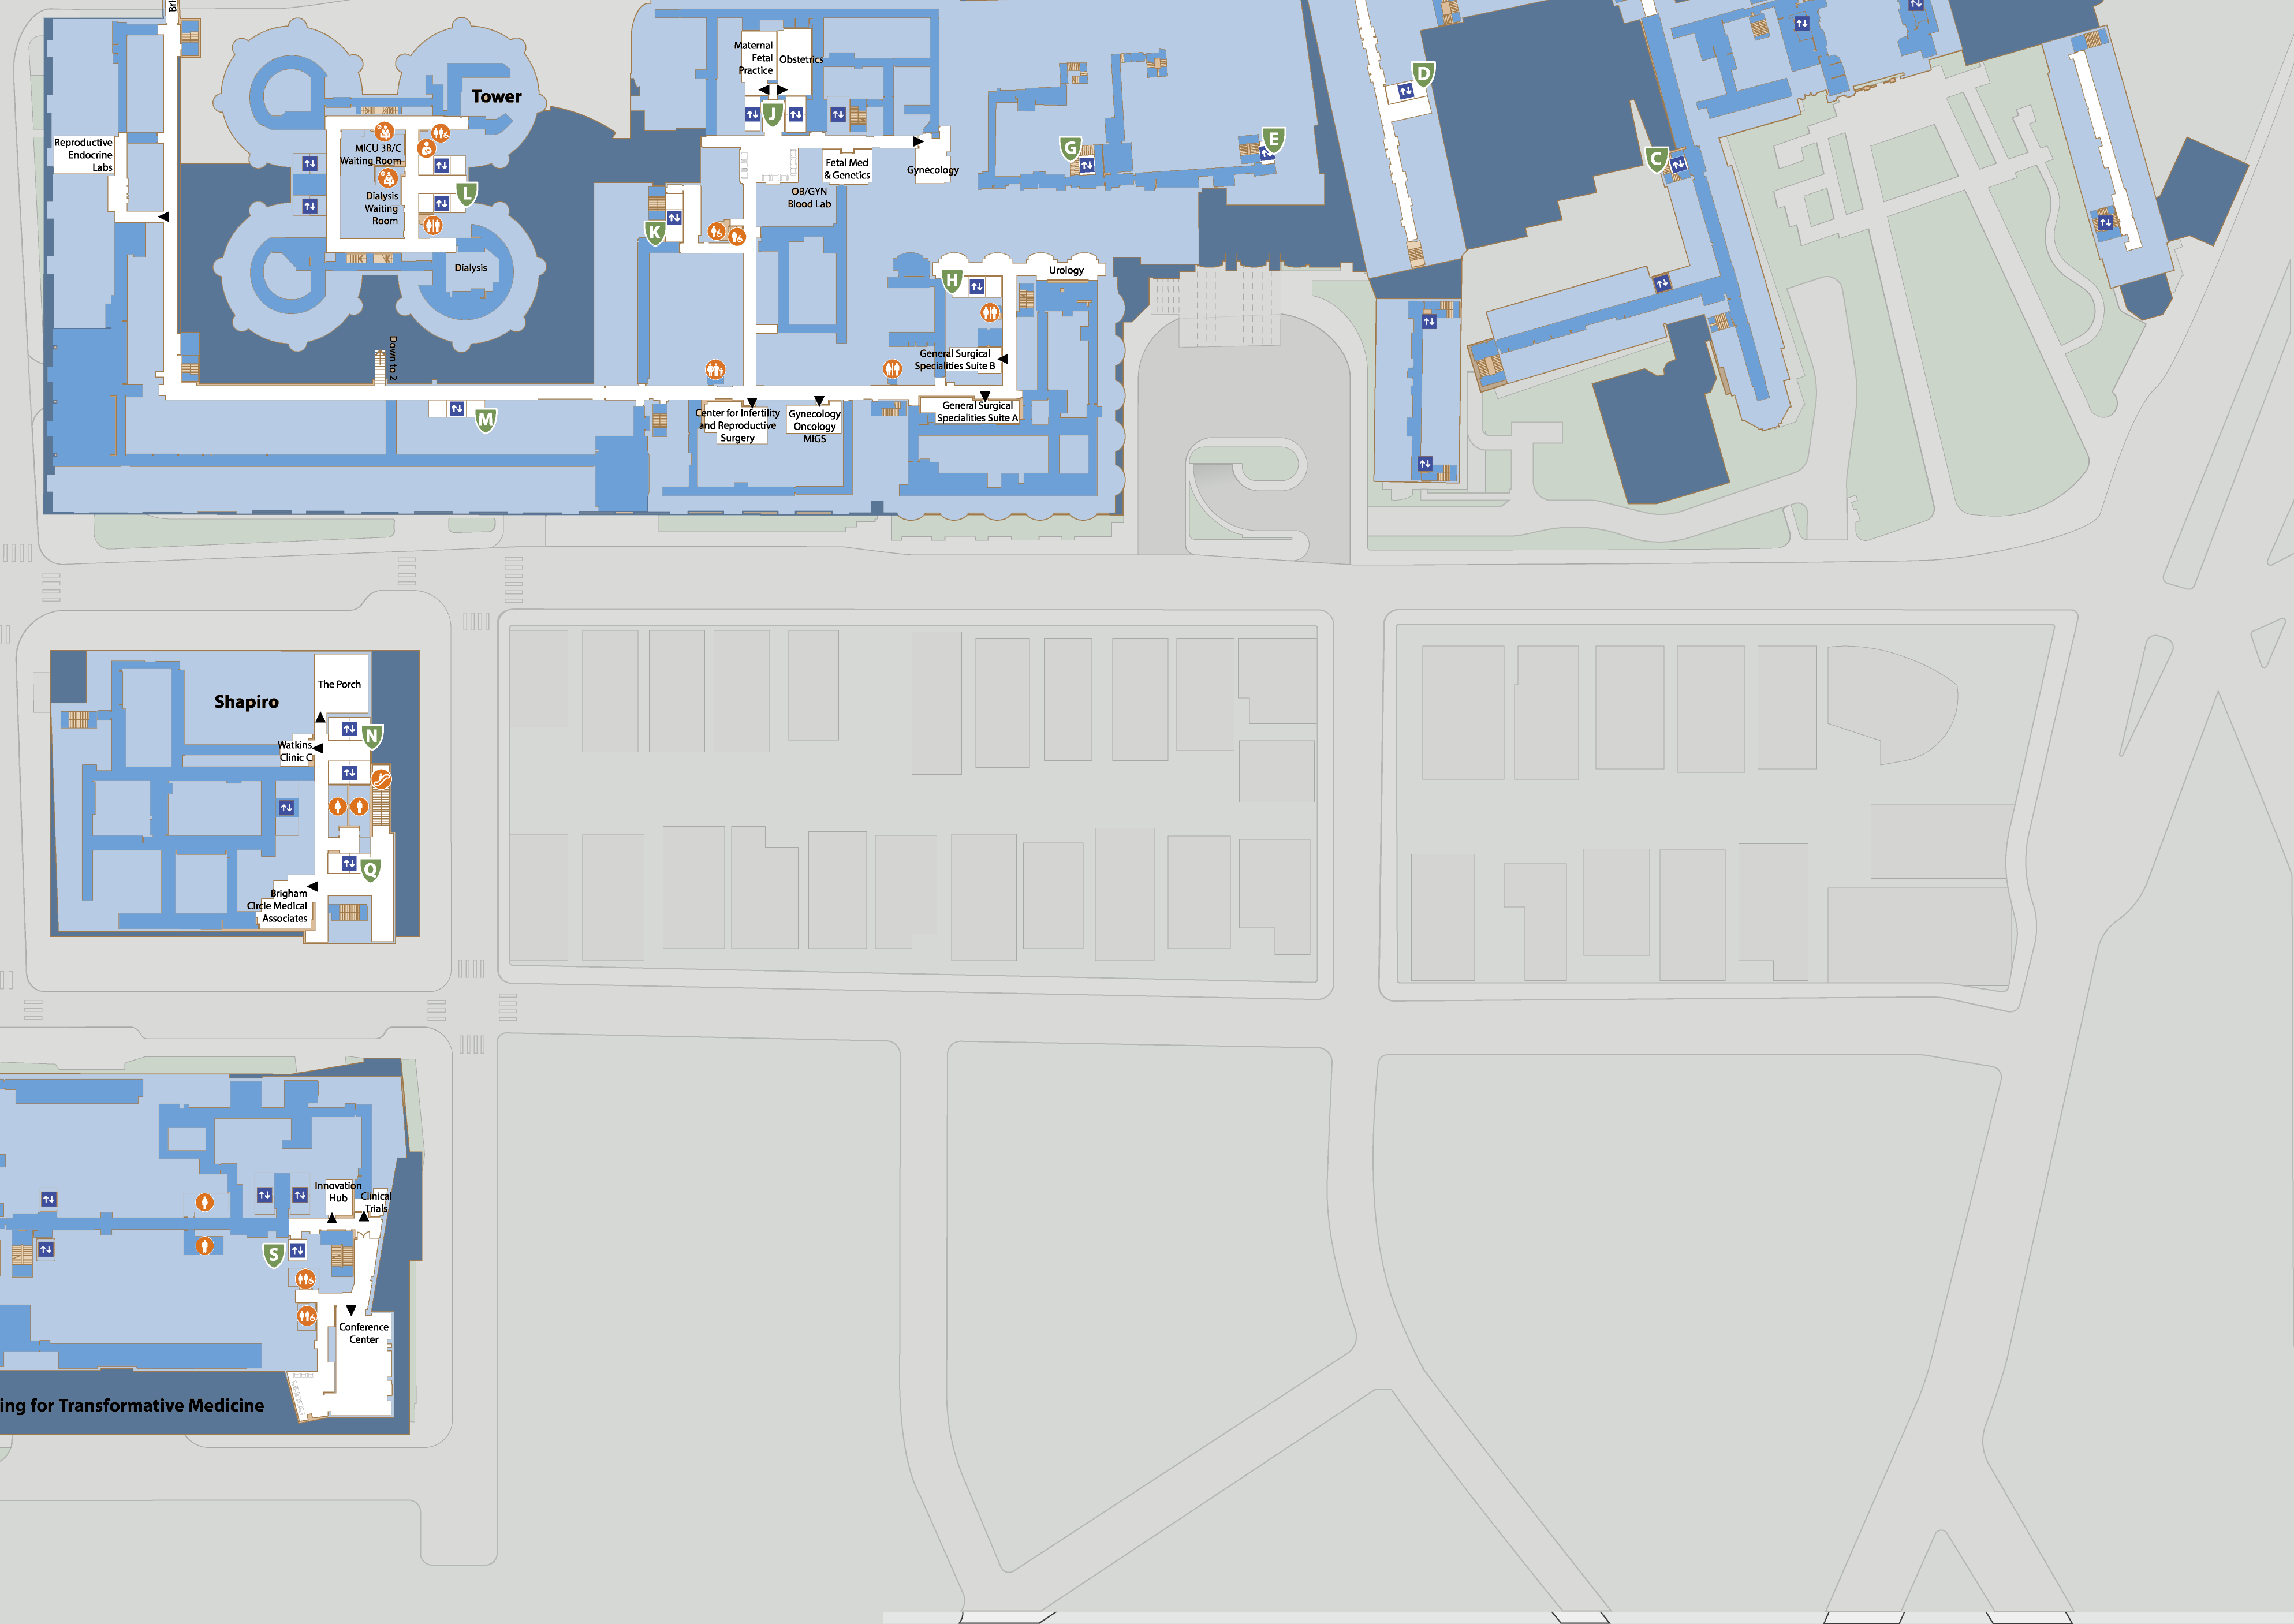 Bri
Maternal
Fetal
Practice
Obstetrics
D
Tower
J
E
Reproductive
Endocrine
Labs
MICU 3B/C
Waiting Room
G
C
Fetal Med
& Genetics
Gynecology
L
Dialysis
Waiting
Room
OB/GYN
Blood Lab
K
Dialysis
H
Urology
Down to 2
General Surgical
Specialities Suite B
M
Center for Infertility
and Reproductive
Surgery
Gynecology
Oncology
MIGS
General Surgical
Specialities Suite A
The Porch
Shapiro
N
Watkins
Clinic C
Q
Brigham
Circle Medical
Associates
Innovation
Hub
Clinical
Trials
S
Conference
Center
ing for Transformative Medicine